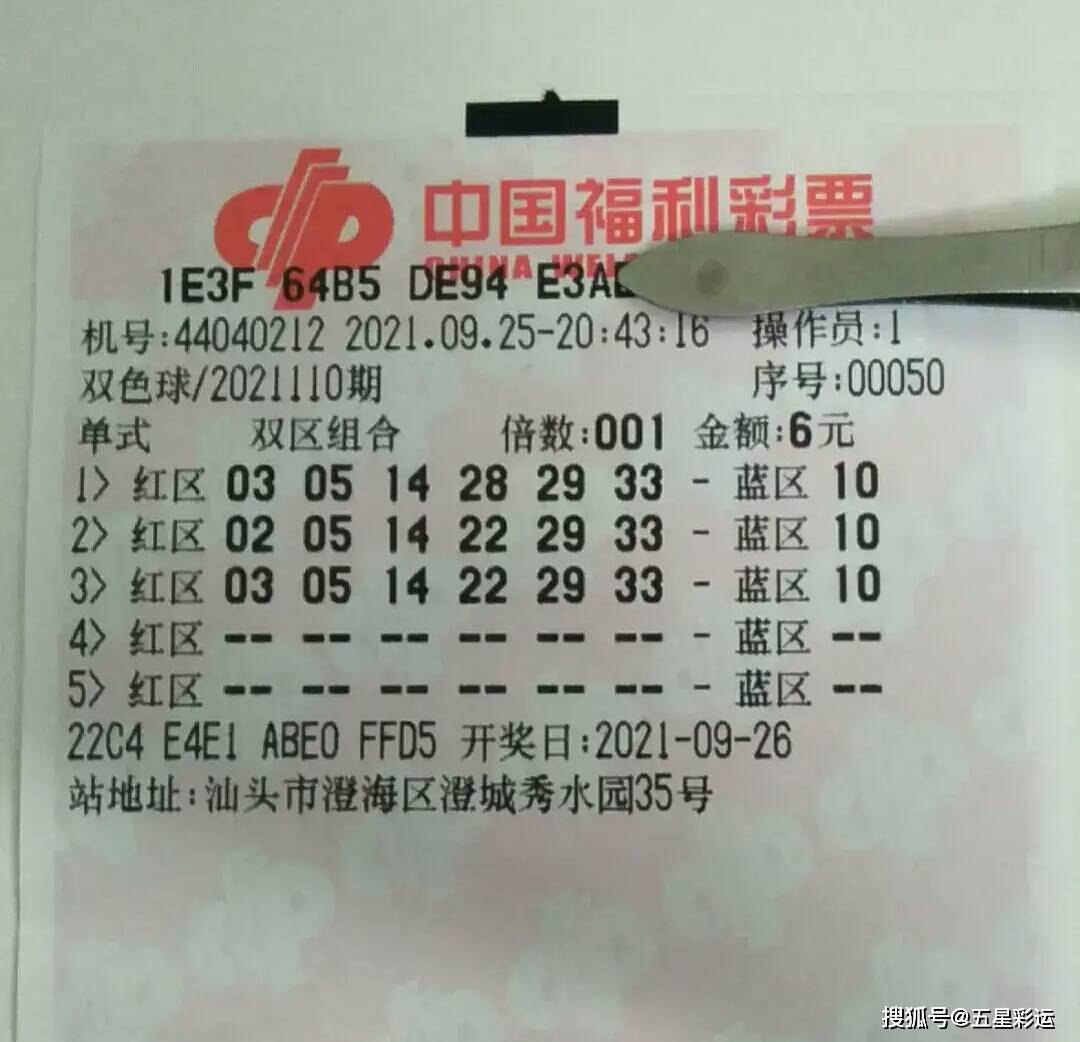 中国福利彩票
CHINA WEL
1E3F 64B5 DE94 E3A
机号:44040212 2021.09.25-20:43:16 操作员:1
双色球/2021110期 序号:00050
单式 双区组合 倍数:001 金额:6元
1> 红区 03 05 14 28 29 33 - 蓝区 10
2> 红区 02 05 14 22 29 33 - 蓝区 10
3> 红区 03 05 14 22 29 33 - 蓝区 10
4> 红区 -- -- -- -- -- -- - 蓝区 --
5> 红区 -- -- -- -- -- -- - 蓝区 --
22C4 E4E1 ABE0 FFD5 开奖日:2021-09-26
站地址:汕头市澄海区澄城秀水园35号
搜狐号@五星彩运